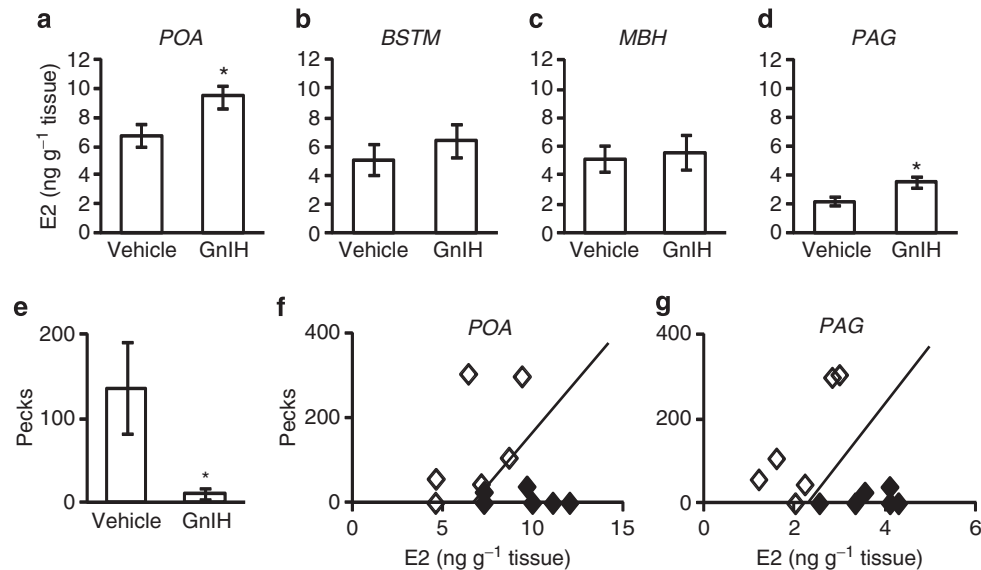 a
POA
E2 (ng g⁻¹ tissue)
12
10
8
6
4
2
0
*
Vehicle GnIH
b
BSTM
12
10
8
6
4
2
0
Vehicle GnIH
c
MBH
12
10
8
6
4
2
0
Vehicle GnIH
d
PAG
12
10
8
6
4
2
0
*
Vehicle GnIH
e
Pecks
200
100
0
*
Vehicle GnIH
f
POA
Pecks
400
200
0
0 5 10 15
E2 (ng g⁻¹ tissue)
g
PAG
400
200
0
0 2 4 6
E2 (ng g⁻¹ tissue)